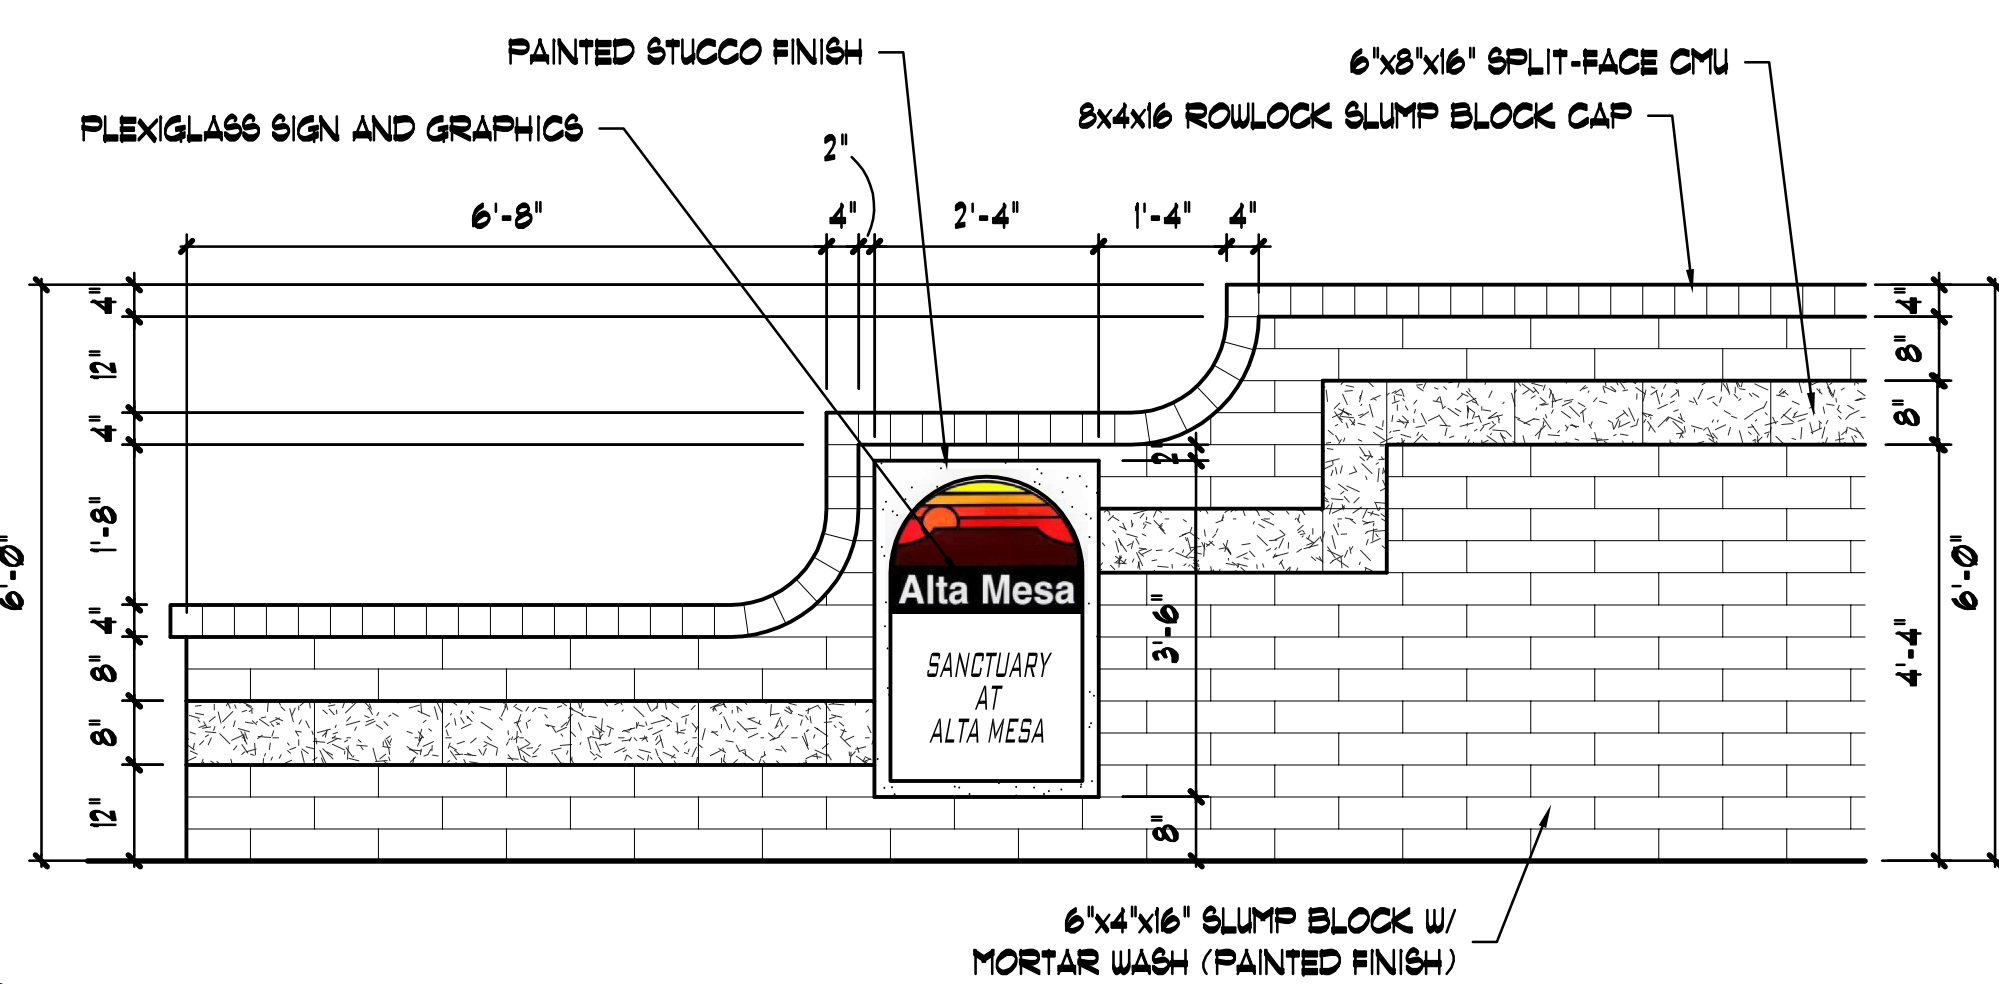 PAINTED STUCCO FINISH
6"x8"x16" SPLIT-FACE CMU
8x4x16 ROWLOCK SLUMP BLOCK CAP
PLEXIGLASS SIGN AND GRAPHICS
2"
6'-8"
4"
2'-4"
1'-4"
4"
4"
12"
4"
1'-8"
4"
8"
8"
12"
6'-0"
2"
3'-6"
8"
4"
8"
8"
4'-4"
6'-0"
Alta Mesa
SANCTUARY
AT
ALTA MESA
6"x4"x16" SLUMP BLOCK W/
MORTAR WASH (PAINTED FINISH)